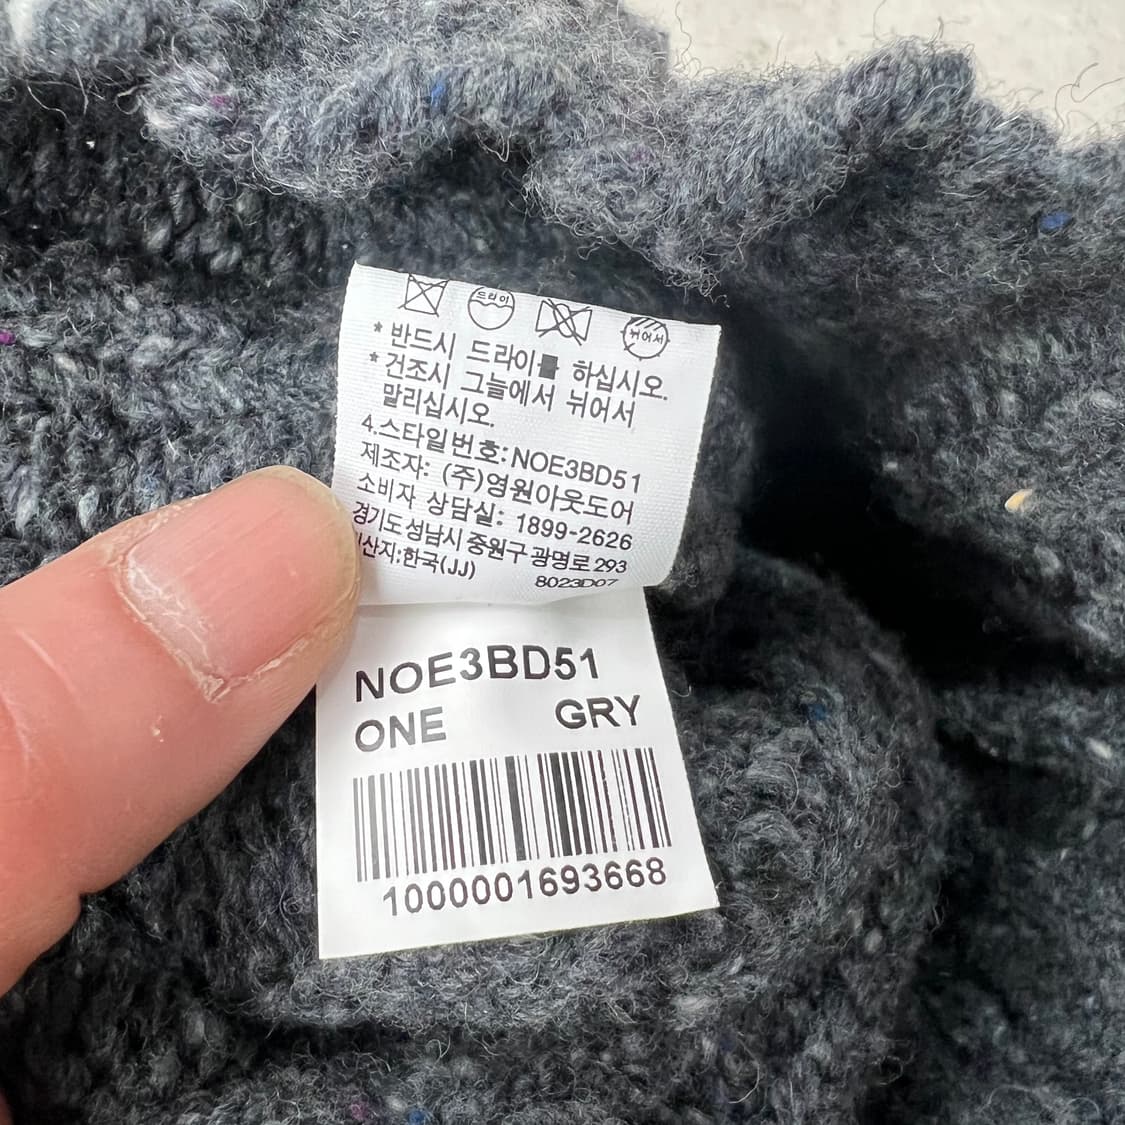 드라이
뉘어서
* 반드시 드라이를 하십시오.
* 건조시 그늘에서 뉘어서
말리십시오.
4.스타일번호:NOE3BD51
제조자: (주)영원아웃도어
소비자 상담실: 1899-2626
경기도 성남시 중원구 광명로 293
산지:한국(JJ)
8023D07
NOE3BD51
ONE GRY
1000001693668